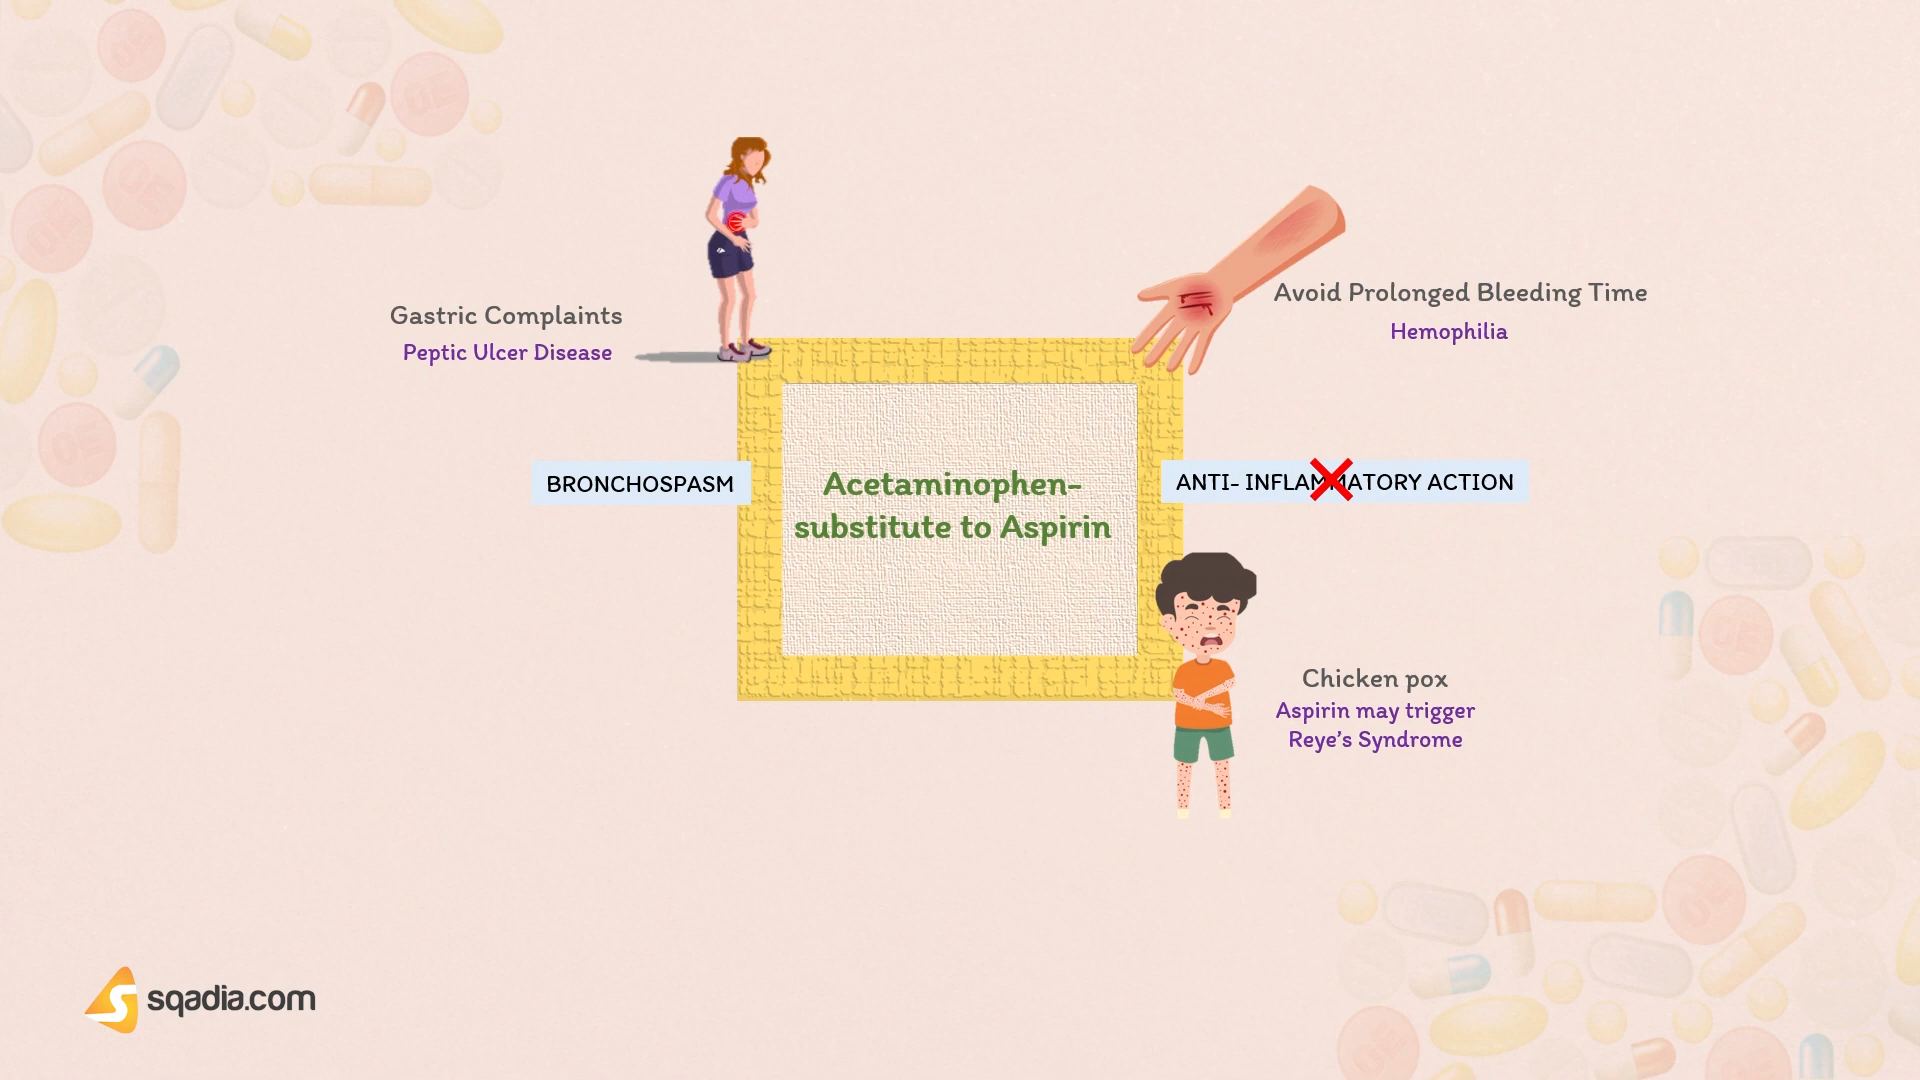 Gastric Complaints
Peptic Ulcer Disease
Avoid Prolonged Bleeding Time
Hemophilia
BRONCHOSPASM
Acetaminophen-
substitute to Aspirin
ANTI- INFLAMMATORY ACTION
Chicken pox
Aspirin may trigger
Reye's Syndrome
sqadia.com